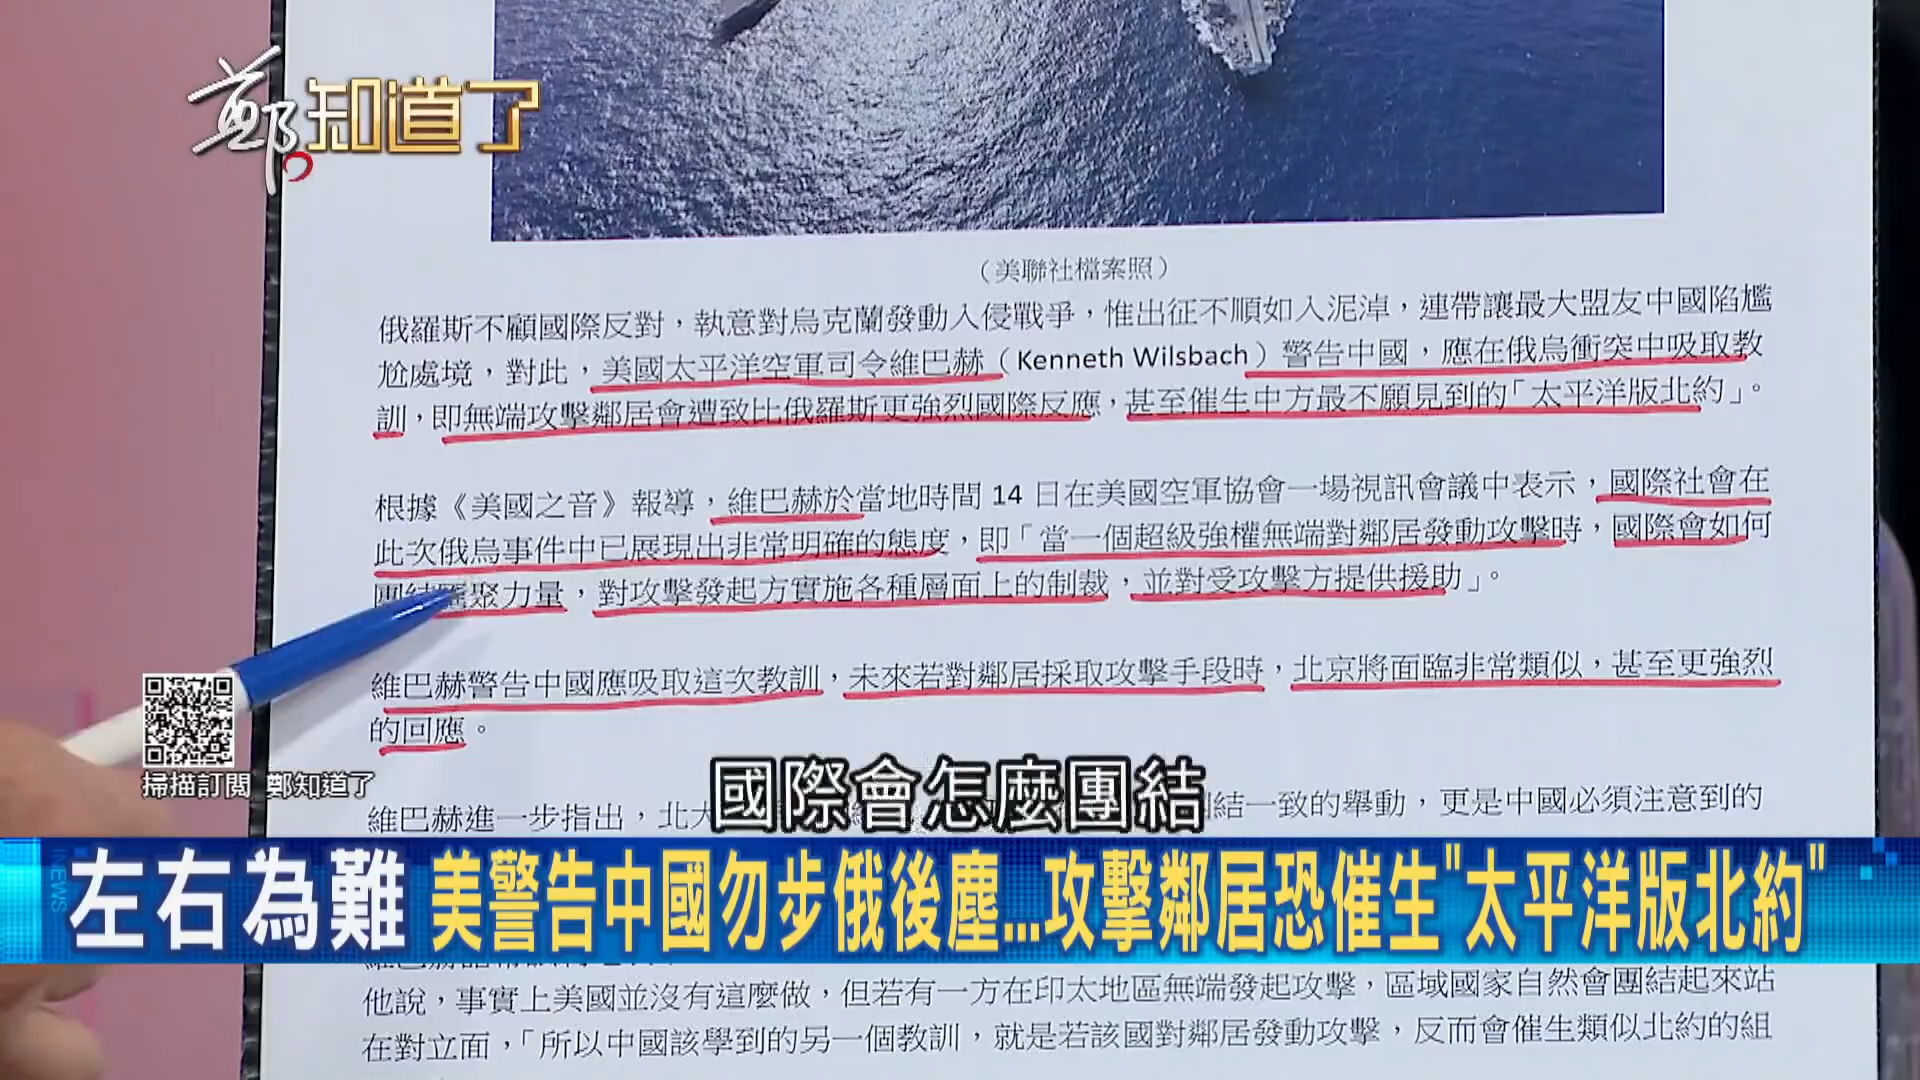 鄭知道了
（美聯社檔案照）
俄羅斯不顧國際反對，執意對烏克蘭發動入侵戰爭，惟出征不順如入泥淖，連帶讓最大盟友中國陷尷
尬處境，對此，美國太平洋空軍司令維巴赫（Kenneth Wilsbach）警告中國，應在俄烏衝突中吸取教
訓，即無端攻擊鄰居會遭致比俄羅斯更強烈國際反應，甚至催生中方最不願見到的「太平洋版北約」。
根據《美國之音》報導，維巴赫於當地時間 14 日在美國空軍協會一場視訊會議中表示，國際社會在
此次俄烏事件中已展現出非常明確的態度，即「當一個超級強權無端對鄰居發動攻擊時，國際會如何
團結匯聚力量，對攻擊發起方實施各種層面上的制裁，並對受攻擊方提供援助」。
維巴赫警告中國應吸取這次教訓，未來若對鄰居採取攻擊手段時，北京將面臨非常類似，甚至更強烈
的回應。
掃描訂閱 鄭知道了
國際會怎麼團結
維巴赫進一步指出，北大 結一致的舉動，更是中國必須注意到的
INEWS
左右為難 美警告中國勿步俄後塵...攻擊鄰居恐催生"太平洋版北約"
他說，事實上美國並沒有這麼做，但若有一方在印太地區無端發起攻擊，區域國家自然會團結起來站
在對立面，「所以中國該學到的另一個教訓，就是若該國對鄰居發動攻擊，反而會催生類似北約的組